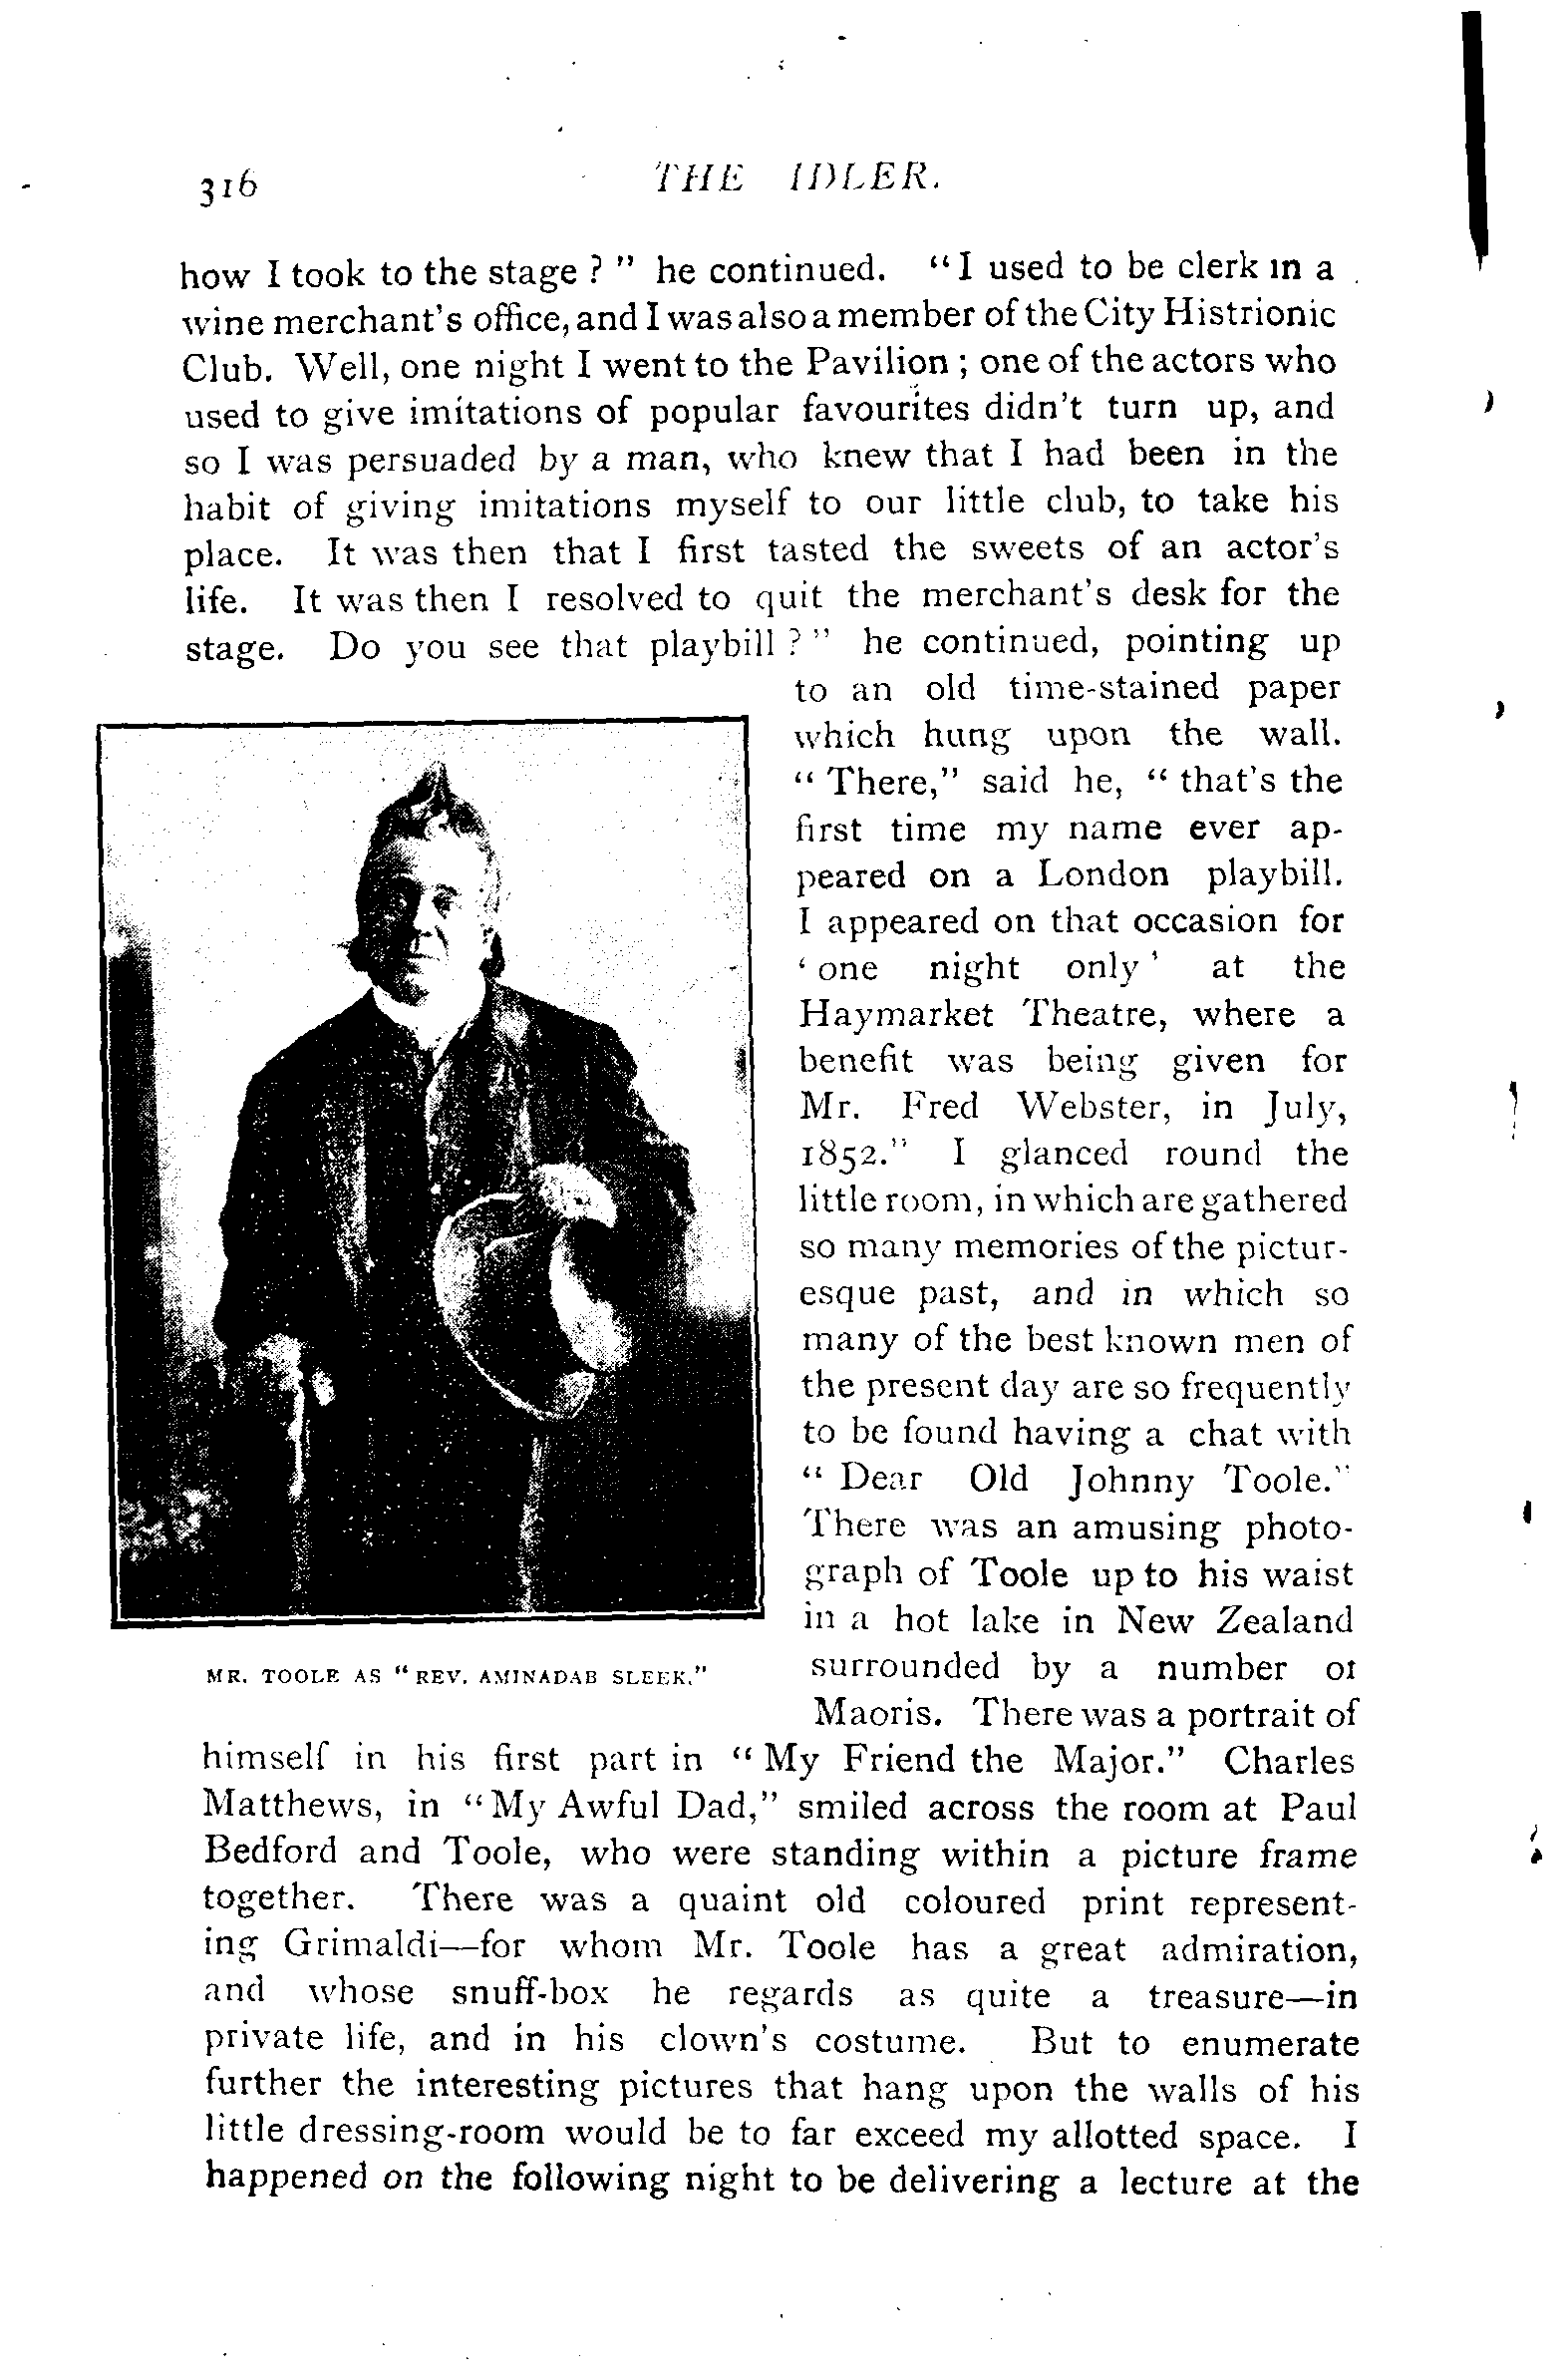 316 THE IDLER.
how I took to the stage ? " he continued. "I used to be clerk in a
wine merchant's office, and I was also a member of the City Histrionic
Club. Well, one night I went to the Pavilion ; one of the actors who
used to give imitations of popular favourites didn't turn up, and
so I was persuaded by a man, who knew that I had been in the
habit of giving imitations myself to our little club, to take his
place. It was then that I first tasted the sweets of an actor's
life. It was then I resolved to quit the merchant's desk for the
stage. Do you see that playbill ? " he continued, pointing up
to an old time-stained paper
which hung upon the wall.
" There," said he, " that's the
first time my name ever ap-
peared on a London playbill.
I appeared on that occasion for
' one night only ' at the
Haymarket Theatre, where a
benefit was being given for
Mr. Fred Webster, in July,
1852." I glanced round the
little room, in which are gathered
so many memories of the pictur-
esque past, and in which so
many of the best known men of
the present day are so frequently
to be found having a chat with
" Dear Old Johnny Toole."
There was an amusing photo-
graph of Toole up to his waist
in a hot lake in New Zealand
surrounded by a number of
Maoris. There was a portrait of
MR. TOOLE AS "REV. AMINADAB SLEEK."
himself in his first part in " My Friend the Major." Charles
Matthews, in "My Awful Dad," smiled across the room at Paul
Bedford and Toole, who were standing within a picture frame
together. There was a quaint old coloured print represent-
ing Grimaldi—for whom Mr. Toole has a great admiration,
and whose snuff-box he regards as quite a treasure—in
private life, and in his clown's costume. But to enumerate
further the interesting pictures that hang upon the walls of his
little dressing-room would be to far exceed my allotted space. I
happened on the following night to be delivering a lecture at the